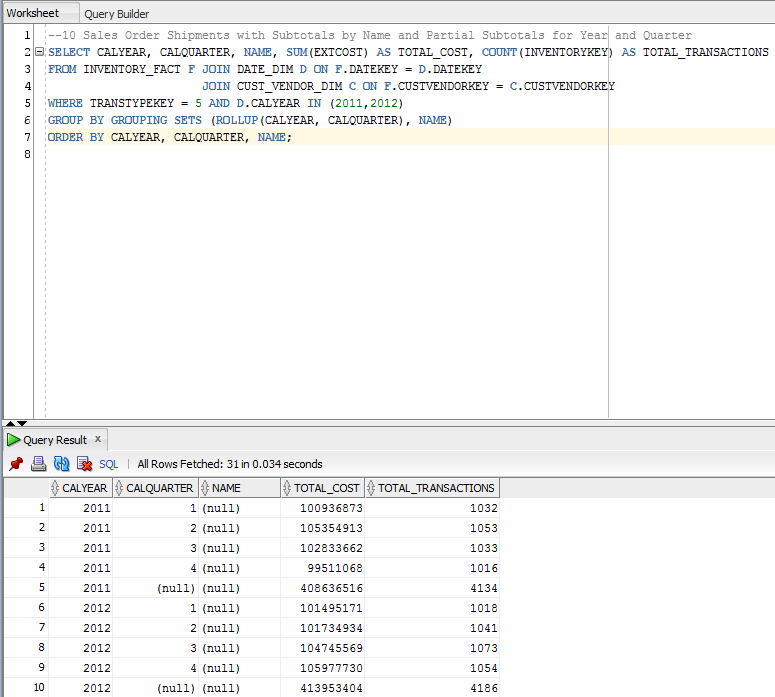 Worksheet Query Builder
1 --10 Sales Order Shipments with Subtotals by Name and Partial Subtotals for Year and Quarter
2 SELECT CALYEAR, CALQUARTER, NAME, SUM(EXTCOST) AS TOTAL_COST, COUNT(INVENTORYKEY) AS TOTAL_TRANSACTIONS
3 FROM INVENTORY_FACT F JOIN DATE_DIM D ON F.DATEKEY = D.DATEKEY
4 JOIN CUST_VENDOR_DIM C ON F.CUSTVENDORKEY = C.CUSTVENDORKEY
5 WHERE TRANSTYPEKEY = 5 AND D.CALYEAR IN (2011,2012)
6 GROUP BY GROUPING SETS (ROLLUP(CALYEAR, CALQUARTER), NAME)
7 ORDER BY CALYEAR, CALQUARTER, NAME;
8
Query Result x
SQL | All Rows Fetched: 31 in 0.034 seconds
CALYEAR CALQUARTER NAME TOTAL_COST TOTAL_TRANSACTIONS
1 2011 1 (null) 100936873 1032
2 2011 2 (null) 105354913 1053
3 2011 3 (null) 102833662 1033
4 2011 4 (null) 99511068 1016
5 2011 (null) (null) 408636516 4134
6 2012 1 (null) 101495171 1018
7 2012 2 (null) 101734934 1041
8 2012 3 (null) 104745569 1073
9 2012 4 (null) 105977730 1054
10 2012 (null) (null) 413953404 4186